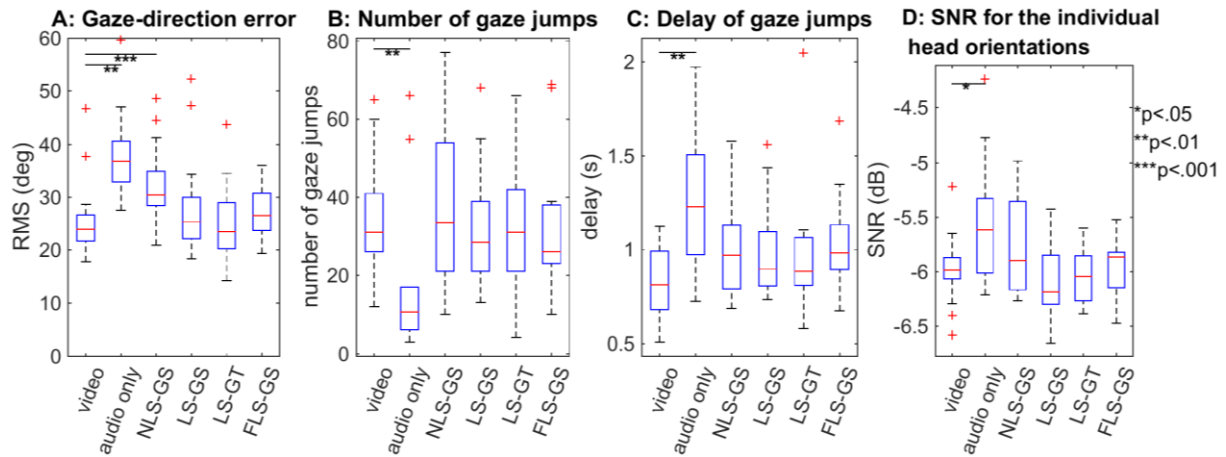 A: Gaze-direction error
B: Number of gaze jumps
C: Delay of gaze jumps
D: SNR for the individual
head orientations
60
50
40
30
20
10
0
RMS (deg)
***
**
video
audio only
NLS-GS
LS-GS
LS-GT
FLS-GS
80
60
40
20
0
number of gaze jumps
**
video
audio only
NLS-GS
LS-GS
LS-GT
FLS-GS
2
1.5
1
0.5
delay (s)
**
video
audio only
NLS-GS
LS-GS
LS-GT
FLS-GS
-4.5
-5
-5.5
-6
-6.5
SNR (dB)
*
video
audio only
NLS-GS
LS-GS
LS-GT
FLS-GS
*p<.05
**p<.01
***p<.001